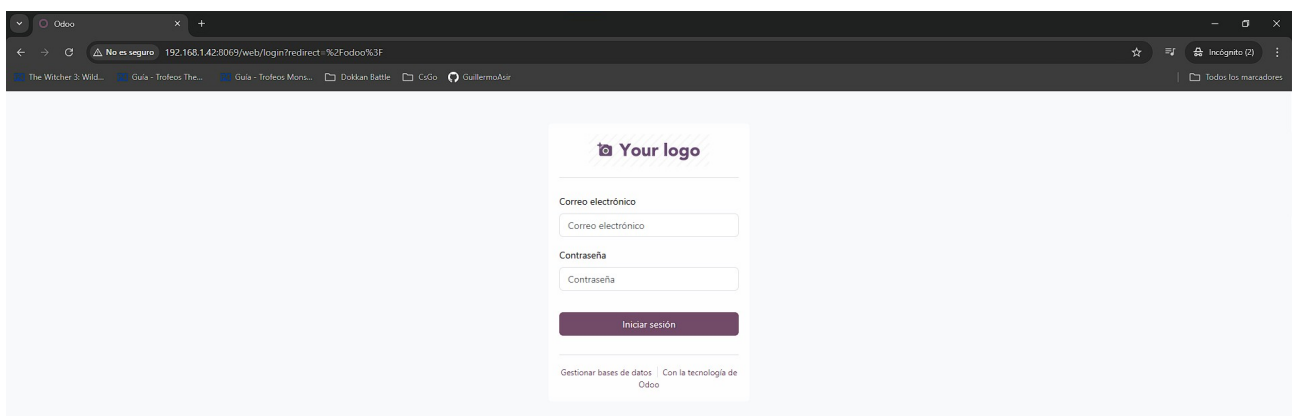 Odoo
No es seguro 192.168.1.42:8069/web/login?redirect=%2Fodoo%3F
Incógnito (2)
The Witcher 3: Wild... Guía - Trofeos The... Guía - Trofeos Mons... Dokkan Battle CsGo GuillermoAsir
Todos los marcadores
Your logo
Correo electrónico
Correo electrónico
Contraseña
Contraseña
Iniciar sesión
Gestionar bases de datos Con la tecnología de
Odoo